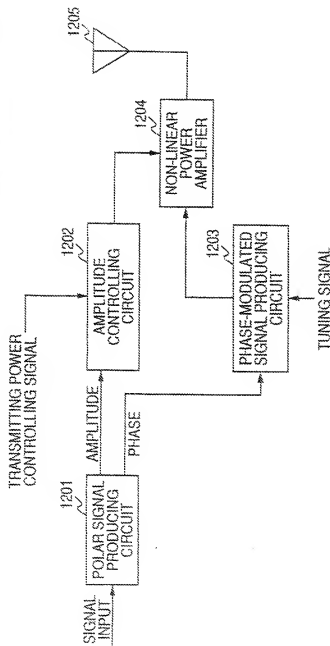 SIGNAL
INPUT
1201
POLAR SIGNAL
PRODUCING
CIRCUIT
AMPLITUDE
PHASE
TRANSMITTING POWER
CONTROLLING SIGNAL
1202
AMPLITUDE
CONTROLLING
CIRCUIT
1203
PHASE-MODULATED
SIGNAL PRODUCING
CIRCUIT
TUNING SIGNAL
1204
NON-LINEAR
POWER
AMPLIFIER
1205